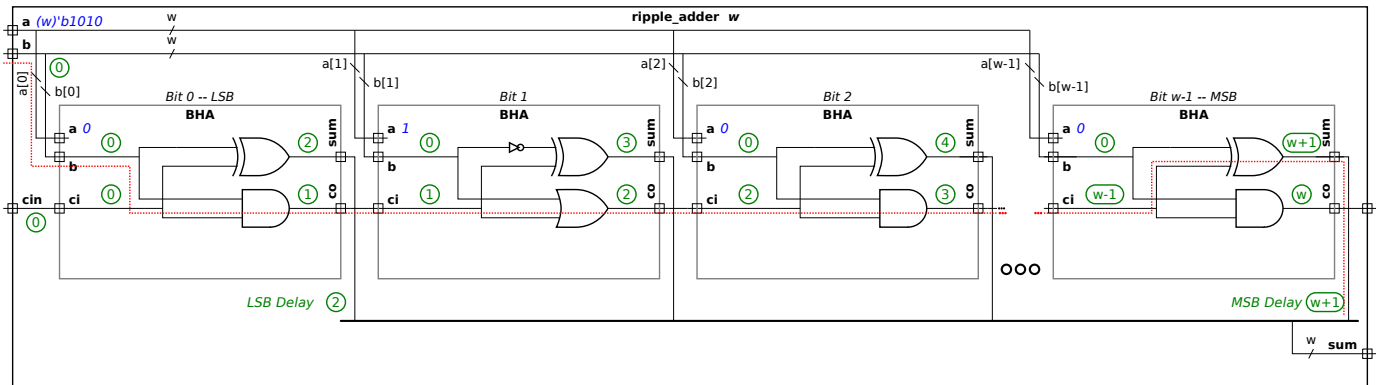 ripple_adder w
a (w)'b1010 w
b w
0
a[0] b[0]
a[1] b[1]
a[2] b[2]
a[w-1] b[w-1]
Bit 0 -- LSB
BHA
a 0
b
ci
0
0
2
1
sum
co
cin
0
Bit 1
BHA
a 1
b
ci
0
1
3
2
sum
co
Bit 2
BHA
a 0
b
ci
0
2
4
3
sum
co
Bit w-1 -- MSB
BHA
a 0
b
ci
0
w-1
w+1
w
sum
co
LSB Delay 2
MSB Delay w+1
w
sum